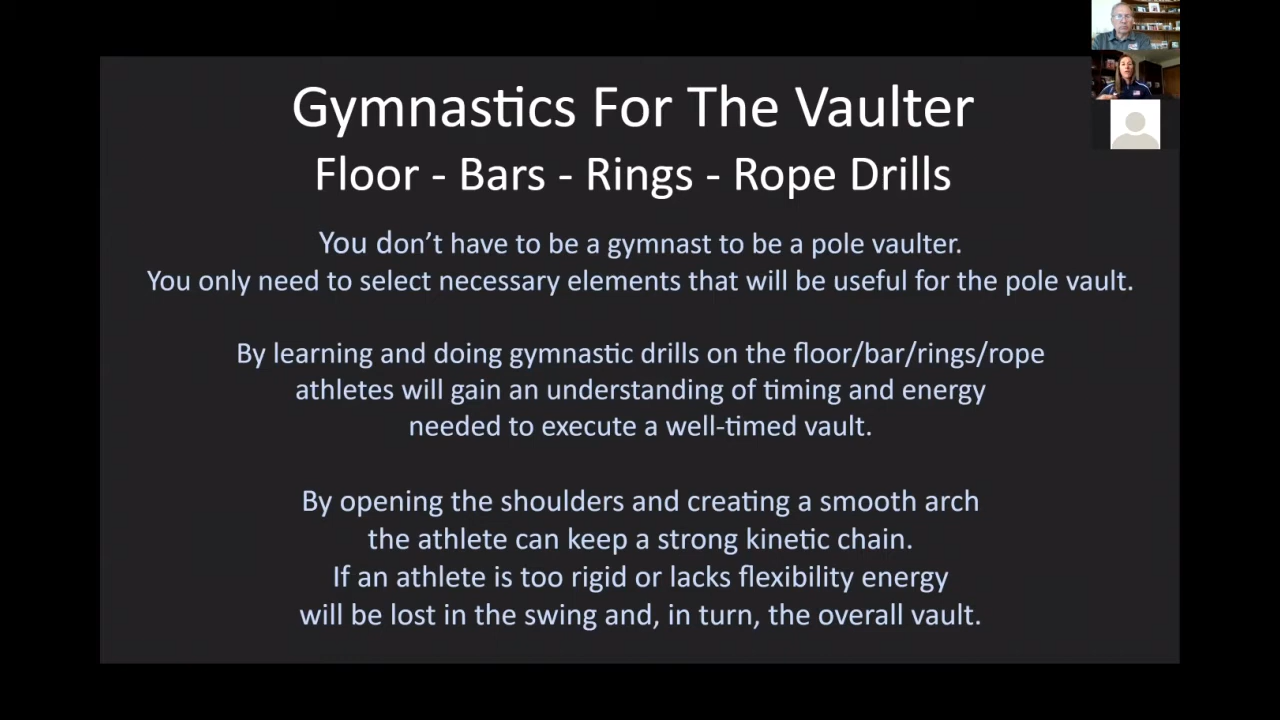 Gymnastics For The Vaulter
Floor - Bars - Rings - Rope Drills
You don't have to be a gymnast to be a pole vaulter.
You only need to select necessary elements that will be useful for the pole vault.
By learning and doing gymnastic drills on the floor/bar/rings/rope
athletes will gain an understanding of timing and energy
needed to execute a well-timed vault.
By opening the shoulders and creating a smooth arch
the athlete can keep a strong kinetic chain.
If an athlete is too rigid or lacks flexibility energy
will be lost in the swing and, in turn, the overall vault.